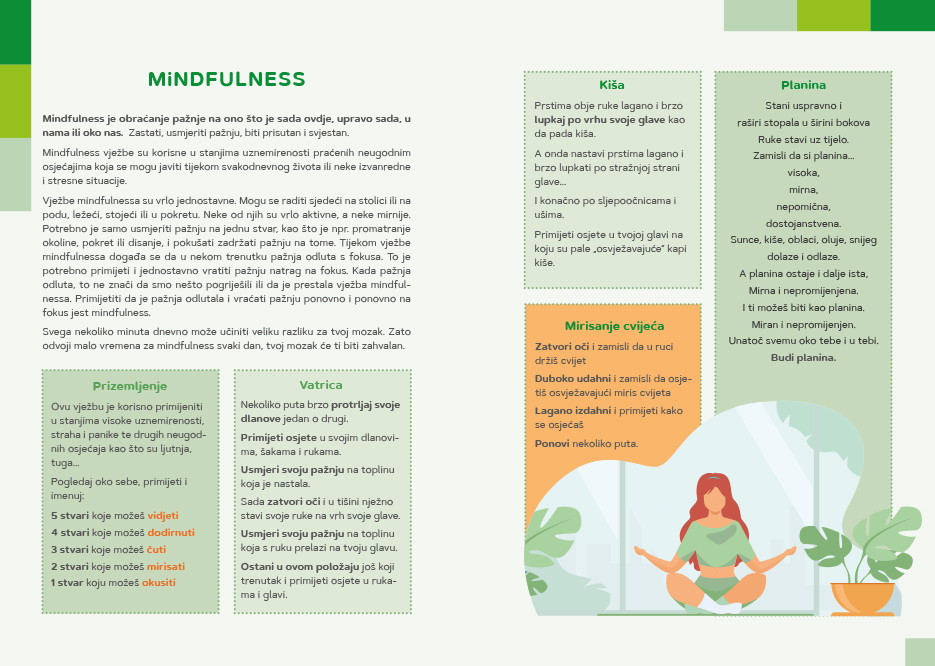 MiNDFULNESS
Mindfulness je obraćanje pažnje na ono što je sada ovdje, upravo sada, u
nama ili oko nas. Zastati, usmjeriti pažnju, biti prisutan i svjestan.
Mindfulness vježbe su korisne u stanjima uznemirenosti praćenih neugodnim
osjećajima koja se mogu javiti tijekom svakodnevnog života ili neke izvanredne
i stresne situacije.
Vježbe mindfulnessa su vrlo jednostavne. Mogu se raditi sjedeći na stolici ili na
podu, ležeći, stojeći ili u pokretu. Neke od njih su vrlo aktivne, a neke mirnije.
Potrebno je samo usmjeriti pažnju na jednu stvar, kao što je npr. promatranje
okoline, pokret ili disanje, i pokušati zadržati pažnju na tome. Tijekom vježbe
mindfulnessa događa se da u nekom trenutku pažnja odluta s fokusa. To je
potrebno primijeti i jednostavno vratiti pažnju natrag na fokus. Kada pažnja
odluta, to ne znači da smo nešto pogriješili ili da je prestala vježba mindful-
nessa. Primijetiti da je pažnja odlutala i vraćati pažnju ponovno i ponovno na
fokus jest mindfulness.
Svega nekoliko minuta dnevno može učiniti veliku razliku za tvoj mozak. Zato
odvoji malo vremena za mindfulness svaki dan, tvoj mozak će ti biti zahvalan.
Prizemljenje
Ovu vježbu je korisno primijeniti
u stanjima visoke uznemirenosti,
straha i panike te drugih neugod-
nih osjećaja kao što su ljutnja,
tuga...
Pogledaj oko sebe, primijeti i
imenuj:
5 stvari koje možeš vidjeti
4 stvari koje možeš dodirnuti
3 stvari koje možeš čuti
2 stvari koje možeš mirisati
1 stvar koju možeš okusiti
Vatrica
Nekoliko puta brzo protrljaj svoje
dlanove jedan o drugi.
Primijeti osjete u svojim dlanovi-
ma, šakama i rukama.
Usmjeri svoju pažnju na toplinu
koja je nastala.
Sada zatvori oči i u tišini nježno
stavi svoje ruke na vrh svoje glave.
Usmjeri svoju pažnju na toplinu
koja s ruku prelazi na tvoju glavu.
Ostani u ovom položaju još koji
trenutak i primijeti osjete u ruka-
ma i glavi.
Kiša
Prstima obje ruke lagano i brzo
lupkaj po vrhu svoje glave kao
da pada kiša.
A onda nastavi prstima lagano i
brzo lupkati po stražnjoj strani
glave...
I konačno po sljepoočnicama i
ušima.
Primijeti osjete u tvojoj glavi na
koju su pale „osvježavajuće“ kapi
kiše.
Mirisanje cvijeća
Zatvori oči i zamisli da u ruci
držiš cvijet
Duboko udahni i zamisli da osje-
tiš osvježavajući miris cvijeta
Lagano izdahni i primijeti kako
se osjećaš
Ponovi nekoliko puta.
Planina
Stani uspravno i
raširi stopala u širini bokova
Ruke stavi uz tijelo.
Zamisli da si planina...
visoka,
mirna,
nepomična,
dostojanstvena.
Sunce, kiše, oblaci, oluje, snijeg
dolaze i odlaze.
A planina ostaje i dalje ista,
Mirna i nepromijenjena.
I ti možeš biti kao planina.
Miran i nepromijenjen.
Unatoč svemu oko tebe i u tebi.
Budi planina.